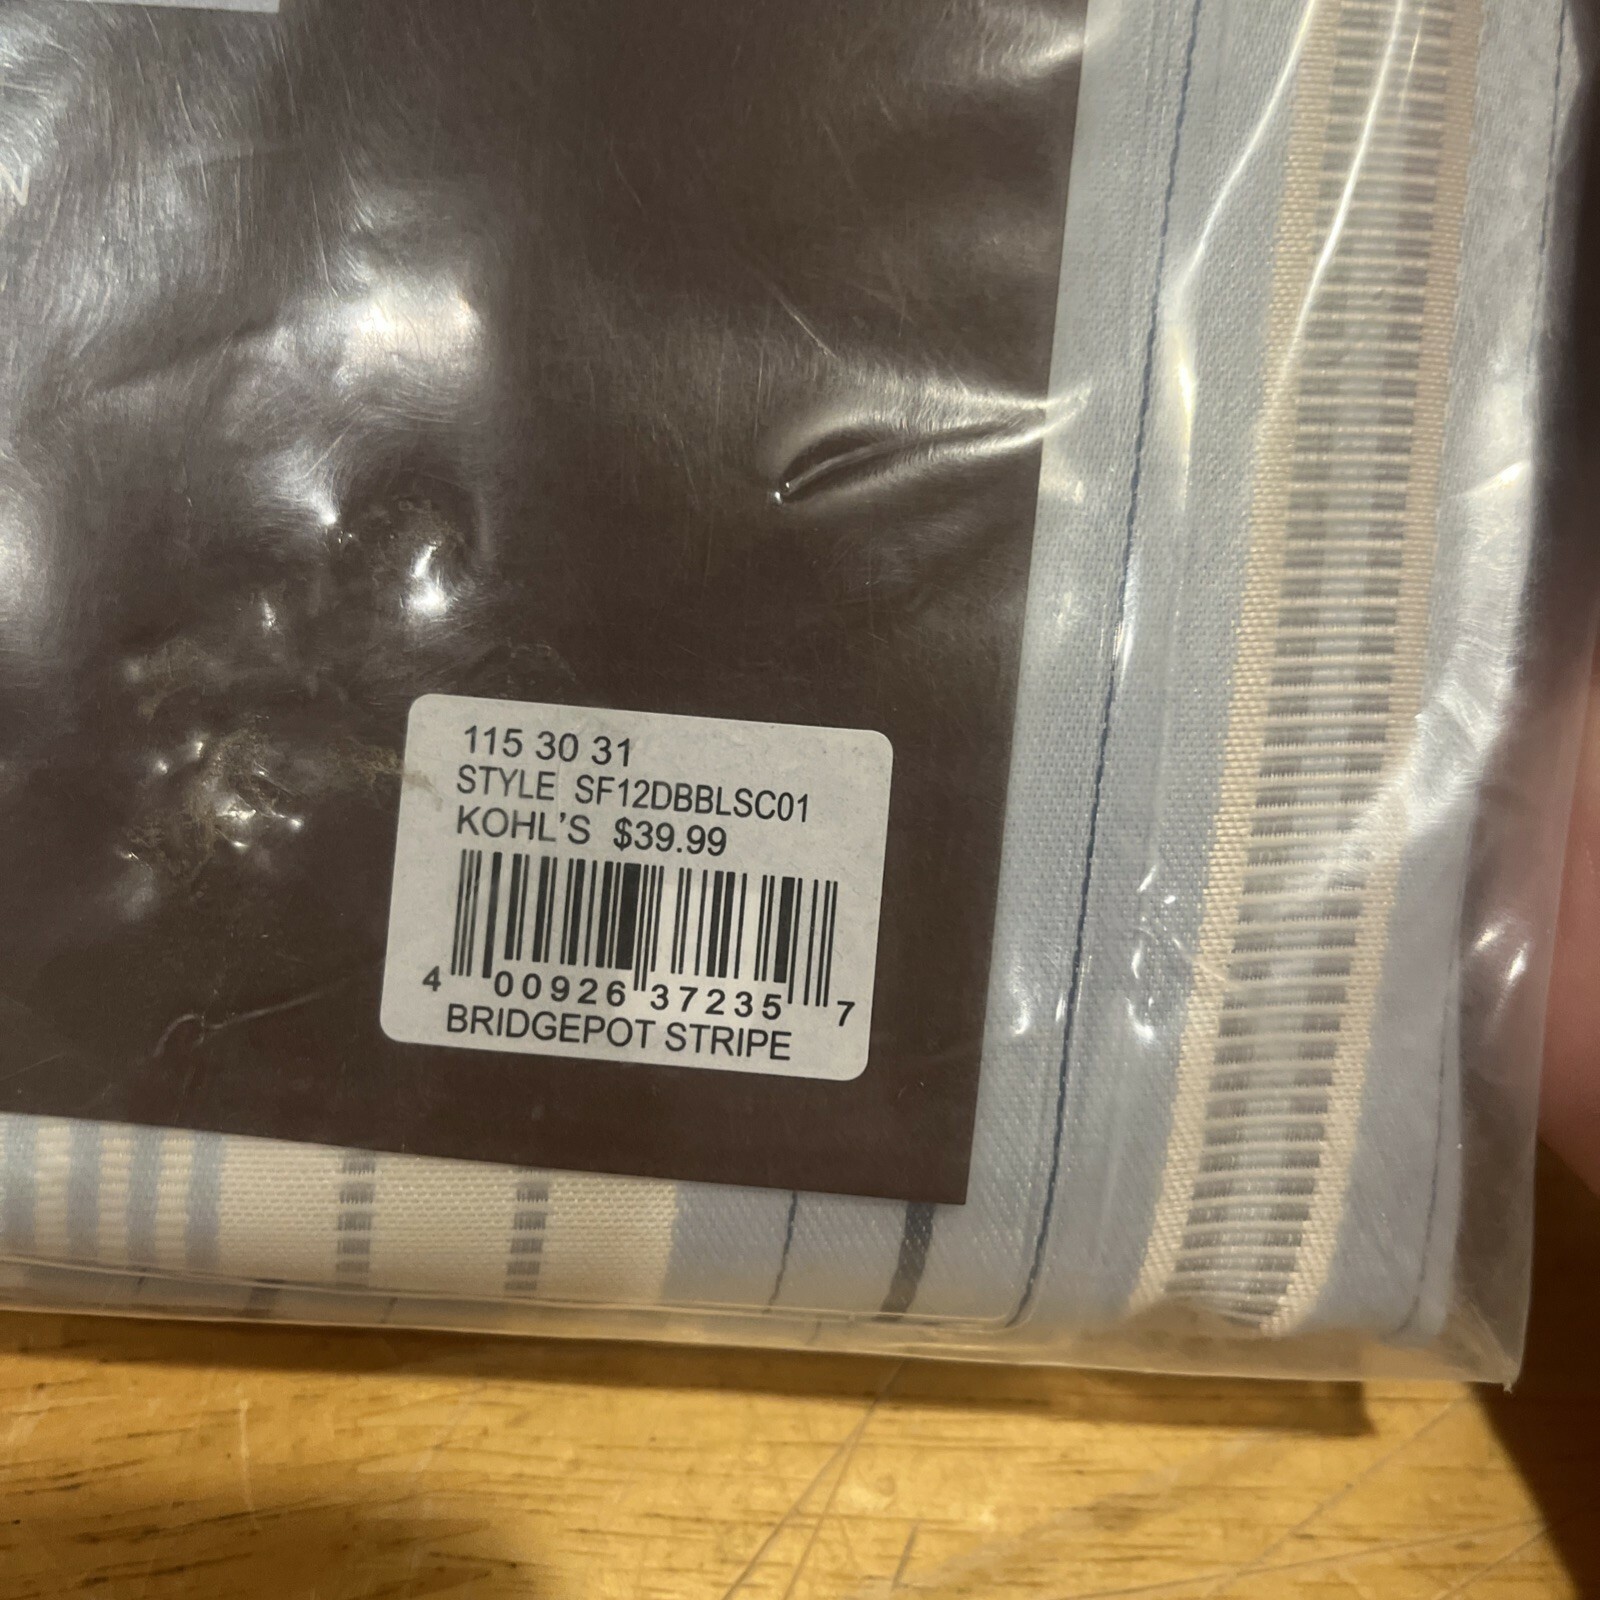 N
115 30 31
STYLE SF12DBBLSC01
KOHL'S $39.99
4 00926 37235 7
BRIDGEPOT STRIPE